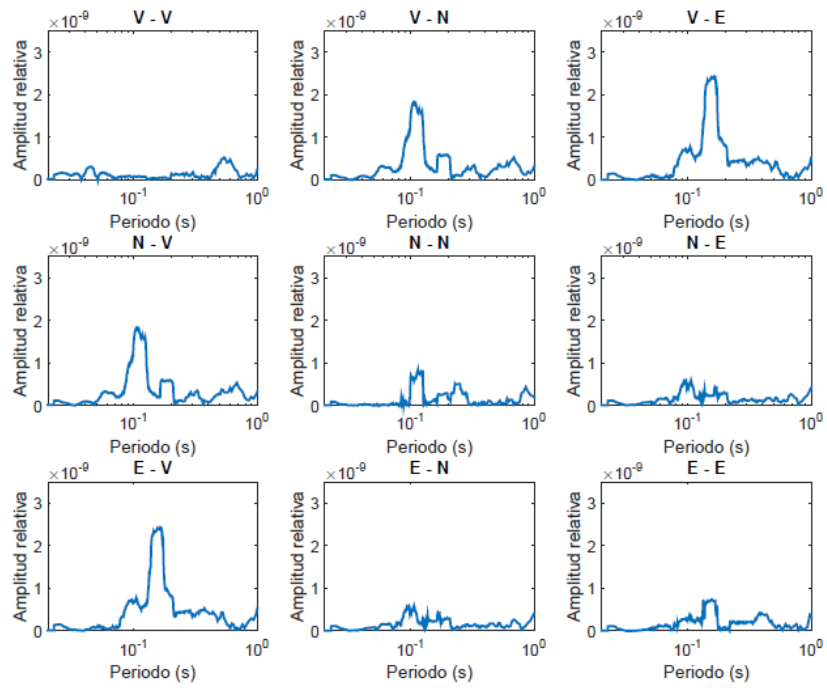 ×10⁻⁹ V - V
Amplitud relativa
3
2
1
0
10⁻¹ 10⁰
Periodo (s)
×10⁻⁹ V - N
Amplitud relativa
3
2
1
0
10⁻¹ 10⁰
Periodo (s)
×10⁻⁹ V - E
Amplitud relativa
3
2
1
0
10⁻¹ 10⁰
Periodo (s)
×10⁻⁹ N - V
Amplitud relativa
3
2
1
0
10⁻¹ 10⁰
Periodo (s)
×10⁻⁹ N - N
Amplitud relativa
3
2
1
0
10⁻¹ 10⁰
Periodo (s)
×10⁻⁹ N - E
Amplitud relativa
3
2
1
0
10⁻¹ 10⁰
Periodo (s)
×10⁻⁹ E - V
Amplitud relativa
3
2
1
0
10⁻¹ 10⁰
Periodo (s)
×10⁻⁹ E - N
Amplitud relativa
3
2
1
0
10⁻¹ 10⁰
Periodo (s)
×10⁻⁹ E - E
Amplitud relativa
3
2
1
0
10⁻¹ 10⁰
Periodo (s)